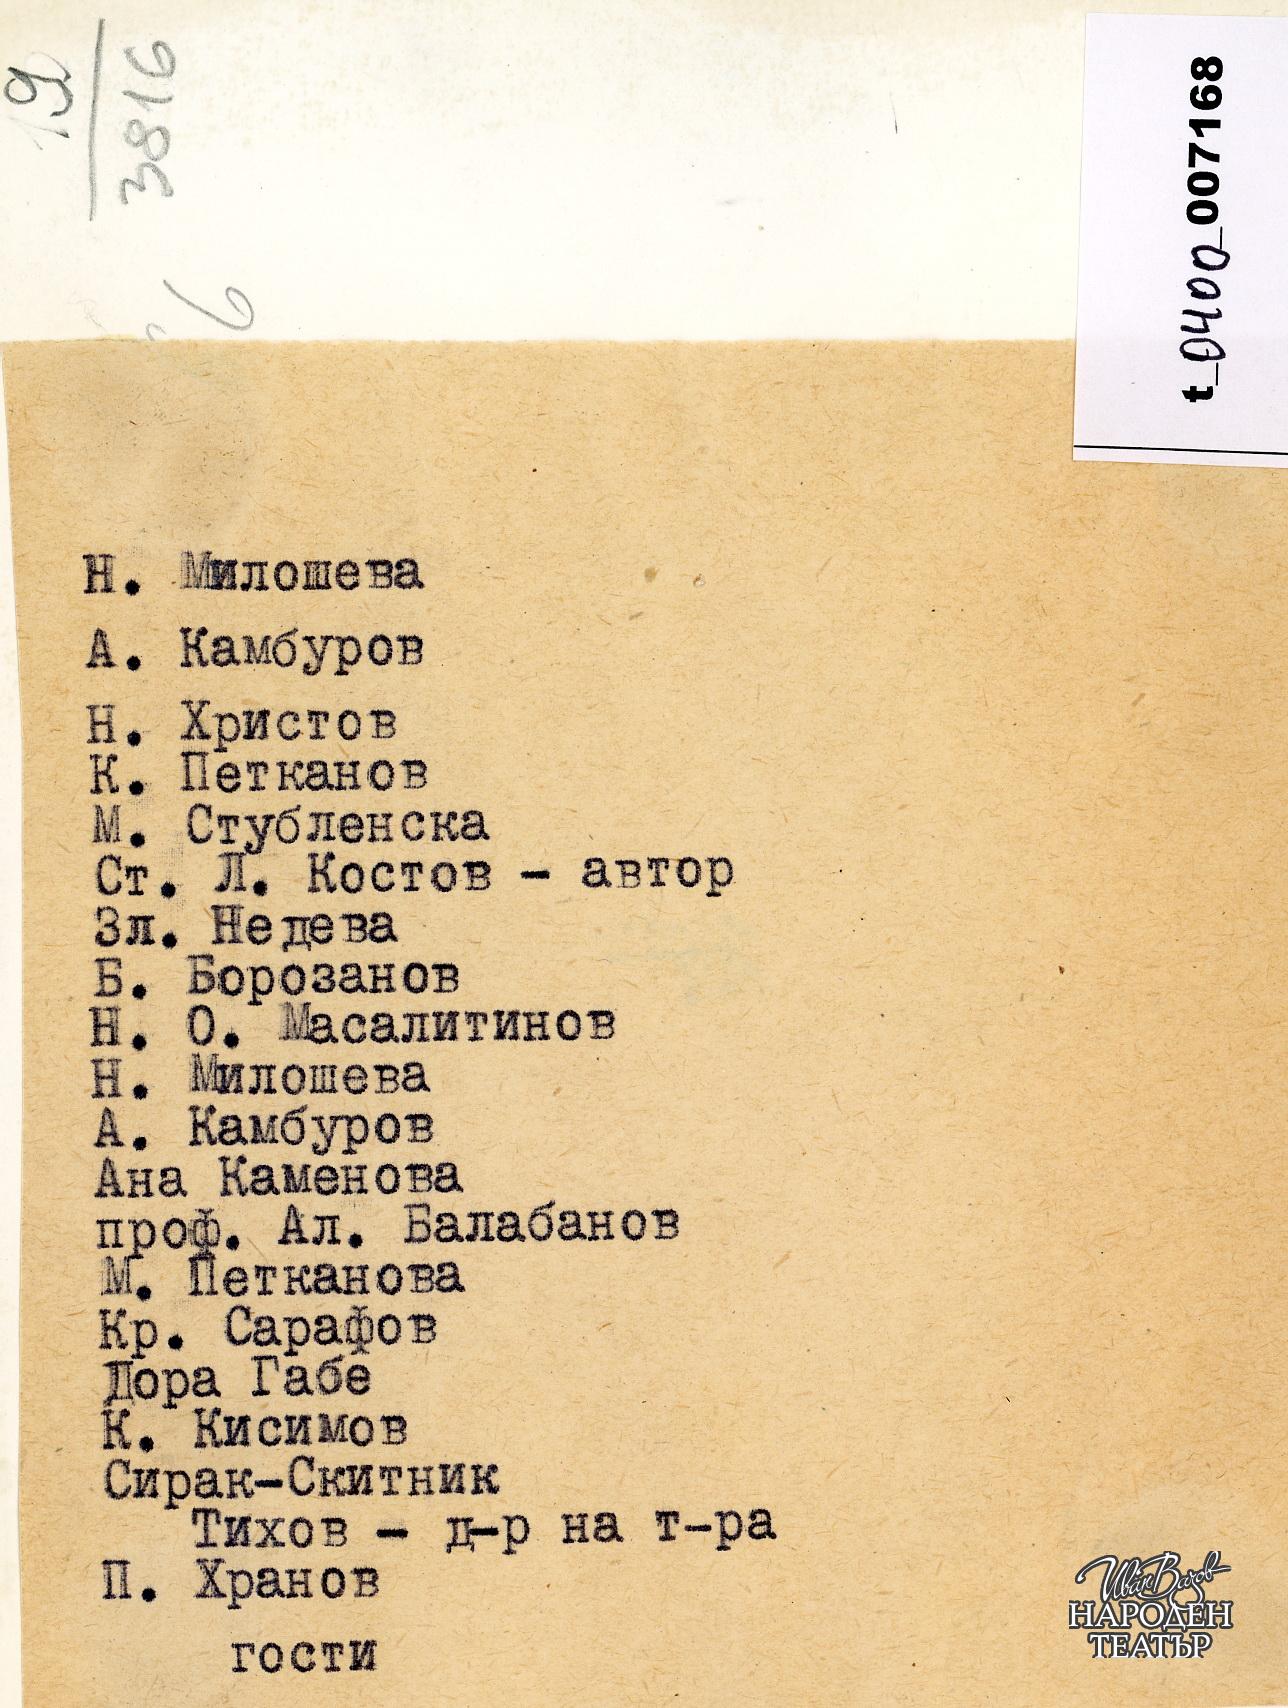 19
3816
6
t_0400_007168
Н. Милошева
А. Камбуров
Н. Христов
К. Петканов
М. Стубленска
Ст. Л. Костов - автор
Зл. Недева
Б. Борозанов
Н. О. Масалитинов
Н. Милошева
А. Камбуров
Ана Каменова
проф. Ал. Балабанов
М. Петканова
Кр. Сарафов
Дора Габе
К. Кисимов
Сирак-Скитник
Тихов - д-р на т-ра
П. Хранов
гости
Иван Вазов
НАРОДЕН
ТЕАТЪР